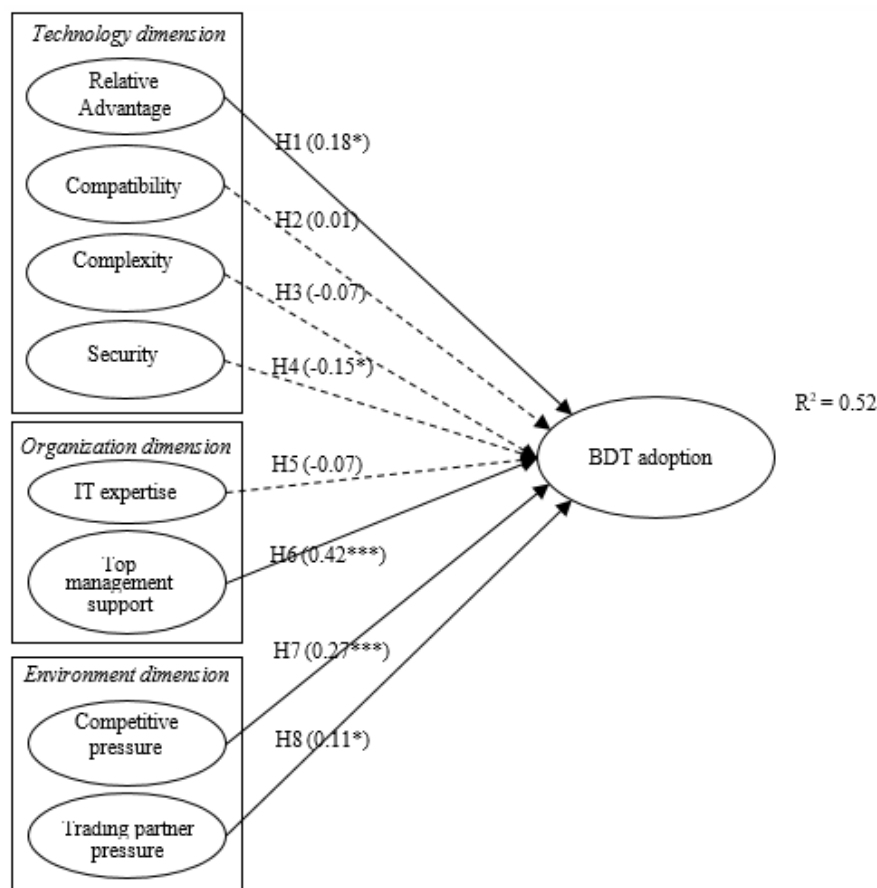 Technology dimension
Relative
Advantage
H1 (0.18*)
Compatibility
H2 (0.01)
Complexity
H3 (-0.07)
Security
H4 (-0.15*)
R² = 0.52
Organization dimension
BDT adoption
IT expertise
H5 (-0.07)
Top
management
support
H6 (0.42***)
Environment dimension
H7 (0.27***)
Competitive
pressure
H8 (0.11*)
Trading partner
pressure